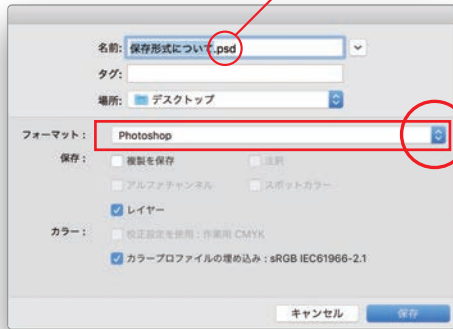 名前: 保存形式について.psd
タグ:
場所: デスクトップ
フォーマット: Photoshop
保存: 複製を保存 注釈
アルファチャンネル スポットカラー
レイヤー
カラー: 校正設定を使用:作業用 CMYK
カラープロファイルの埋め込み:sRGB IEC61966-2.1
キャンセル 保存